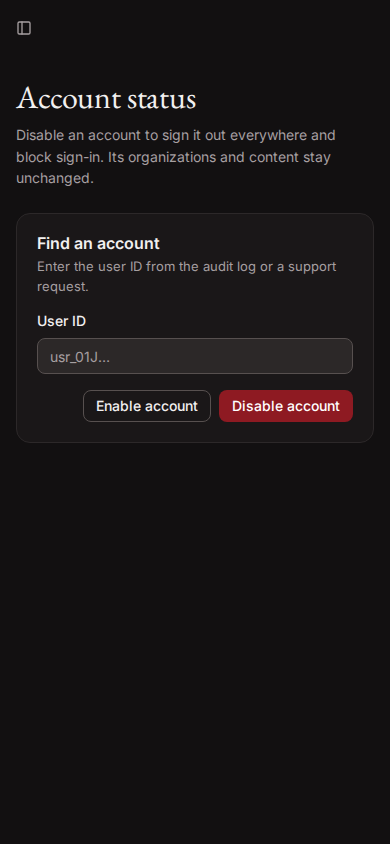 Account status
Disable an account to sign it out everywhere and
block sign-in. Its organizations and content stay
unchanged.
Find an account
Enter the user ID from the audit log or a support
request.
User ID
usr_01J...
Enable account
Disable account